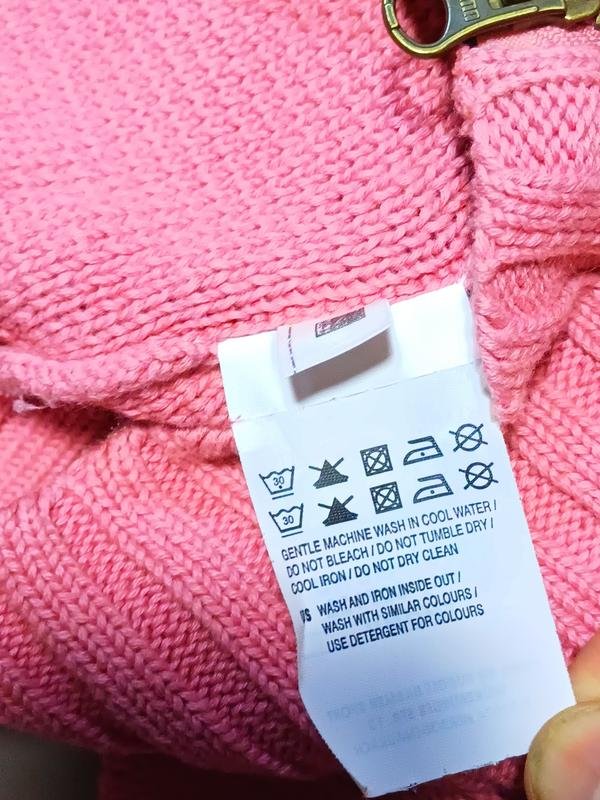 30
30
GENTLE MACHINE WASH IN COOL WATER /
DO NOT BLEACH / DO NOT TUMBLE DRY /
COOL IRON / DO NOT DRY CLEAN
US WASH AND IRON INSIDE OUT /
WASH WITH SIMILAR COLOURS /
USE DETERGENT FOR COLOURS